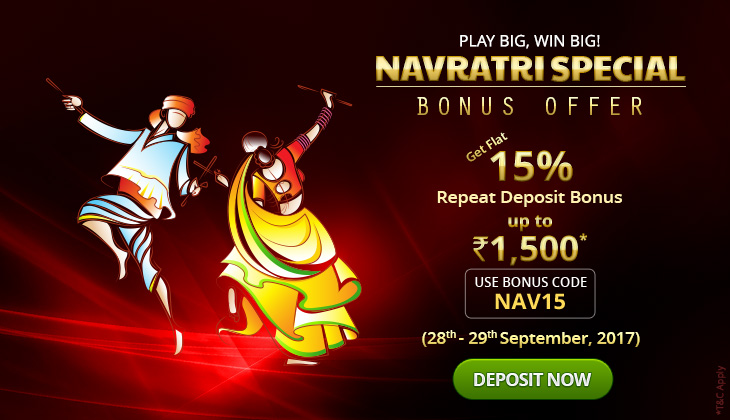 PLAY BIG, WIN BIG!
NAVRATRI SPECIAL
BONUS OFFER
Get Flat
15%
Repeat Deposit Bonus
up to
₹1,500*
USE BONUS CODE
NAV15
(28th - 29th September, 2017)
DEPOSIT NOW
*T&C Apply